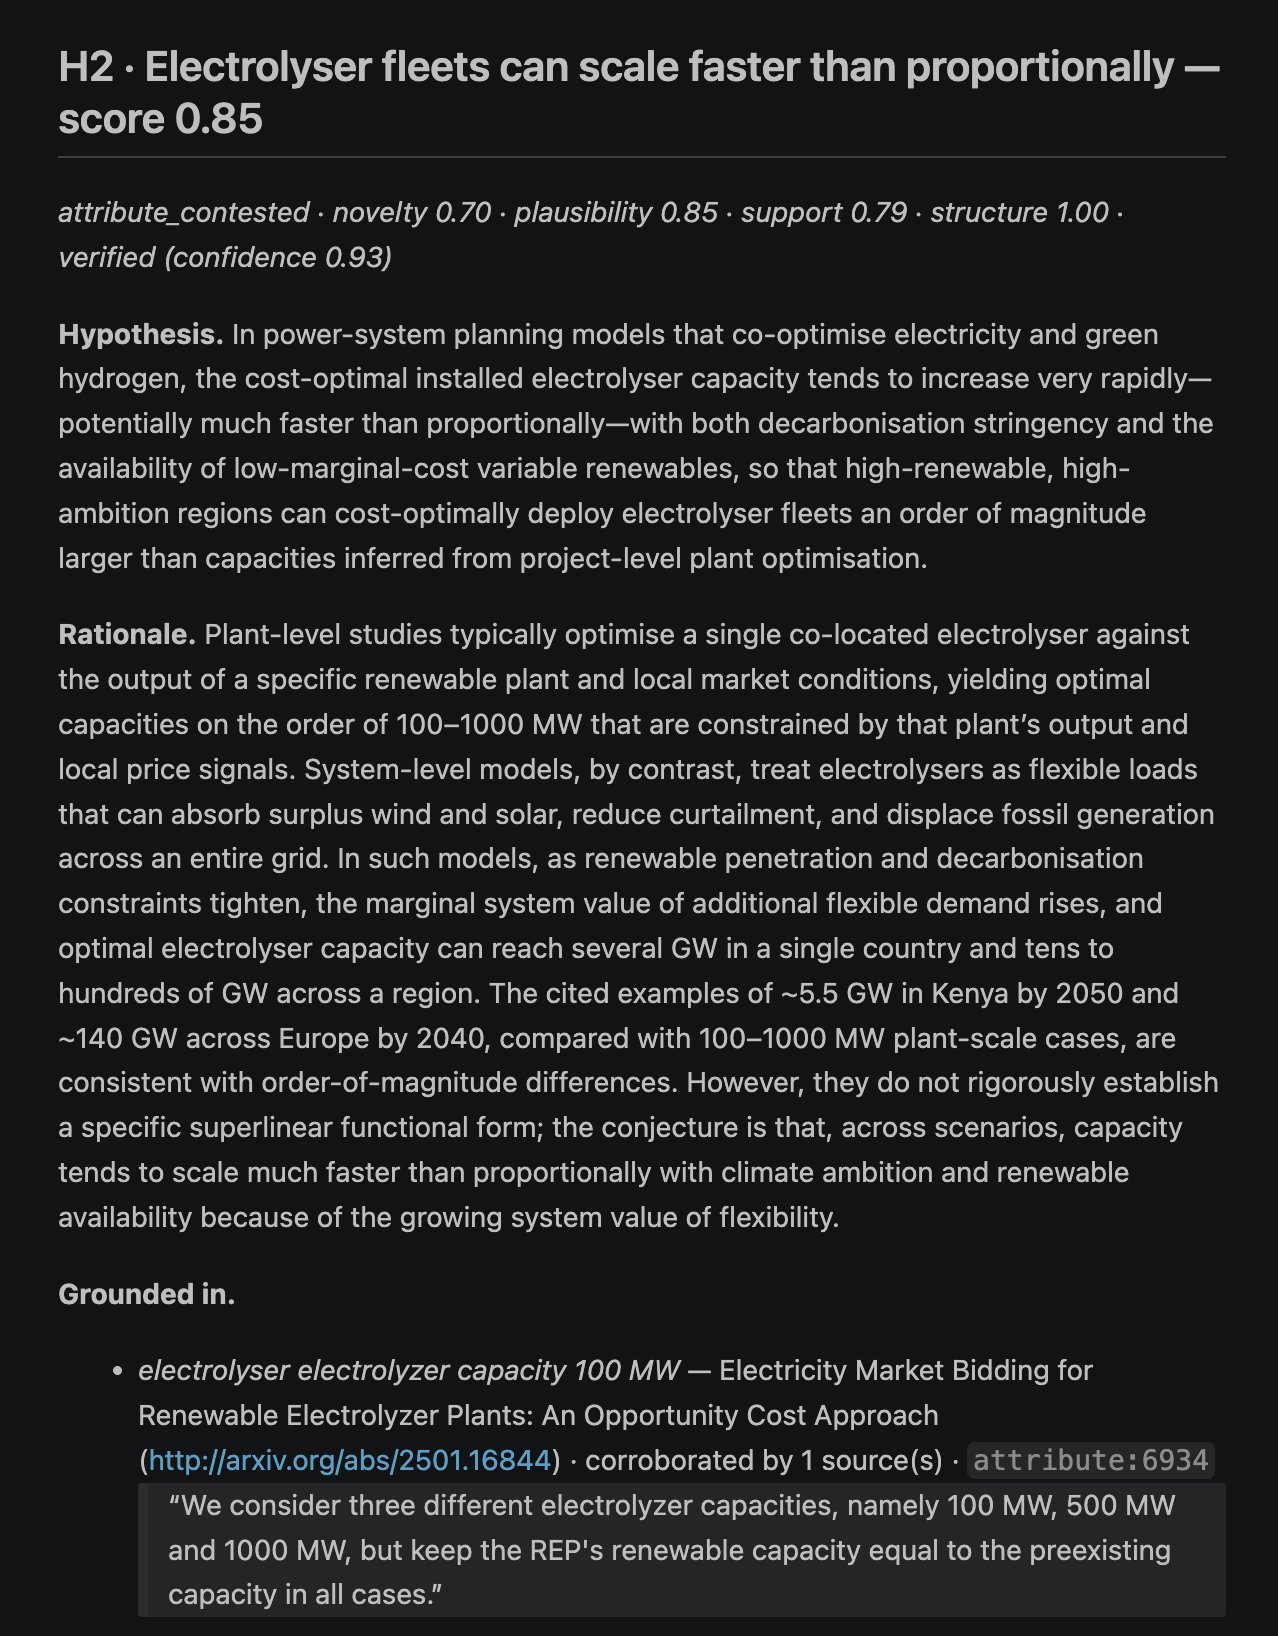 H2 · Electrolyser fleets can scale faster than proportionally —
score 0.85
attribute_contested · novelty 0.70 · plausibility 0.85 · support 0.79 · structure 1.00 ·
verified (confidence 0.93)
Hypothesis. In power-system planning models that co-optimise electricity and green
hydrogen, the cost-optimal installed electrolyser capacity tends to increase very rapidly—
potentially much faster than proportionally—with both decarbonisation stringency and the
availability of low-marginal-cost variable renewables, so that high-renewable, high-
ambition regions can cost-optimally deploy electrolyser fleets an order of magnitude
larger than capacities inferred from project-level plant optimisation.
Rationale. Plant-level studies typically optimise a single co-located electrolyser against
the output of a specific renewable plant and local market conditions, yielding optimal
capacities on the order of 100–1000 MW that are constrained by that plant’s output and
local price signals. System-level models, by contrast, treat electrolysers as flexible loads
that can absorb surplus wind and solar, reduce curtailment, and displace fossil generation
across an entire grid. In such models, as renewable penetration and decarbonisation
constraints tighten, the marginal system value of additional flexible demand rises, and
optimal electrolyser capacity can reach several GW in a single country and tens to
hundreds of GW across a region. The cited examples of ~5.5 GW in Kenya by 2050 and
~140 GW across Europe by 2040, compared with 100–1000 MW plant-scale cases, are
consistent with order-of-magnitude differences. However, they do not rigorously establish
a specific superlinear functional form; the conjecture is that, across scenarios, capacity
tends to scale much faster than proportionally with climate ambition and renewable
availability because of the growing system value of flexibility.
Grounded in.
• electrolyser electrolyzer capacity 100 MW — Electricity Market Bidding for
Renewable Electrolyzer Plants: An Opportunity Cost Approach
(http://arxiv.org/abs/2501.16844) · corroborated by 1 source(s) · attribute:6934
“We consider three different electrolyzer capacities, namely 100 MW, 500 MW
and 1000 MW, but keep the REP's renewable capacity equal to the preexisting
capacity in all cases.”